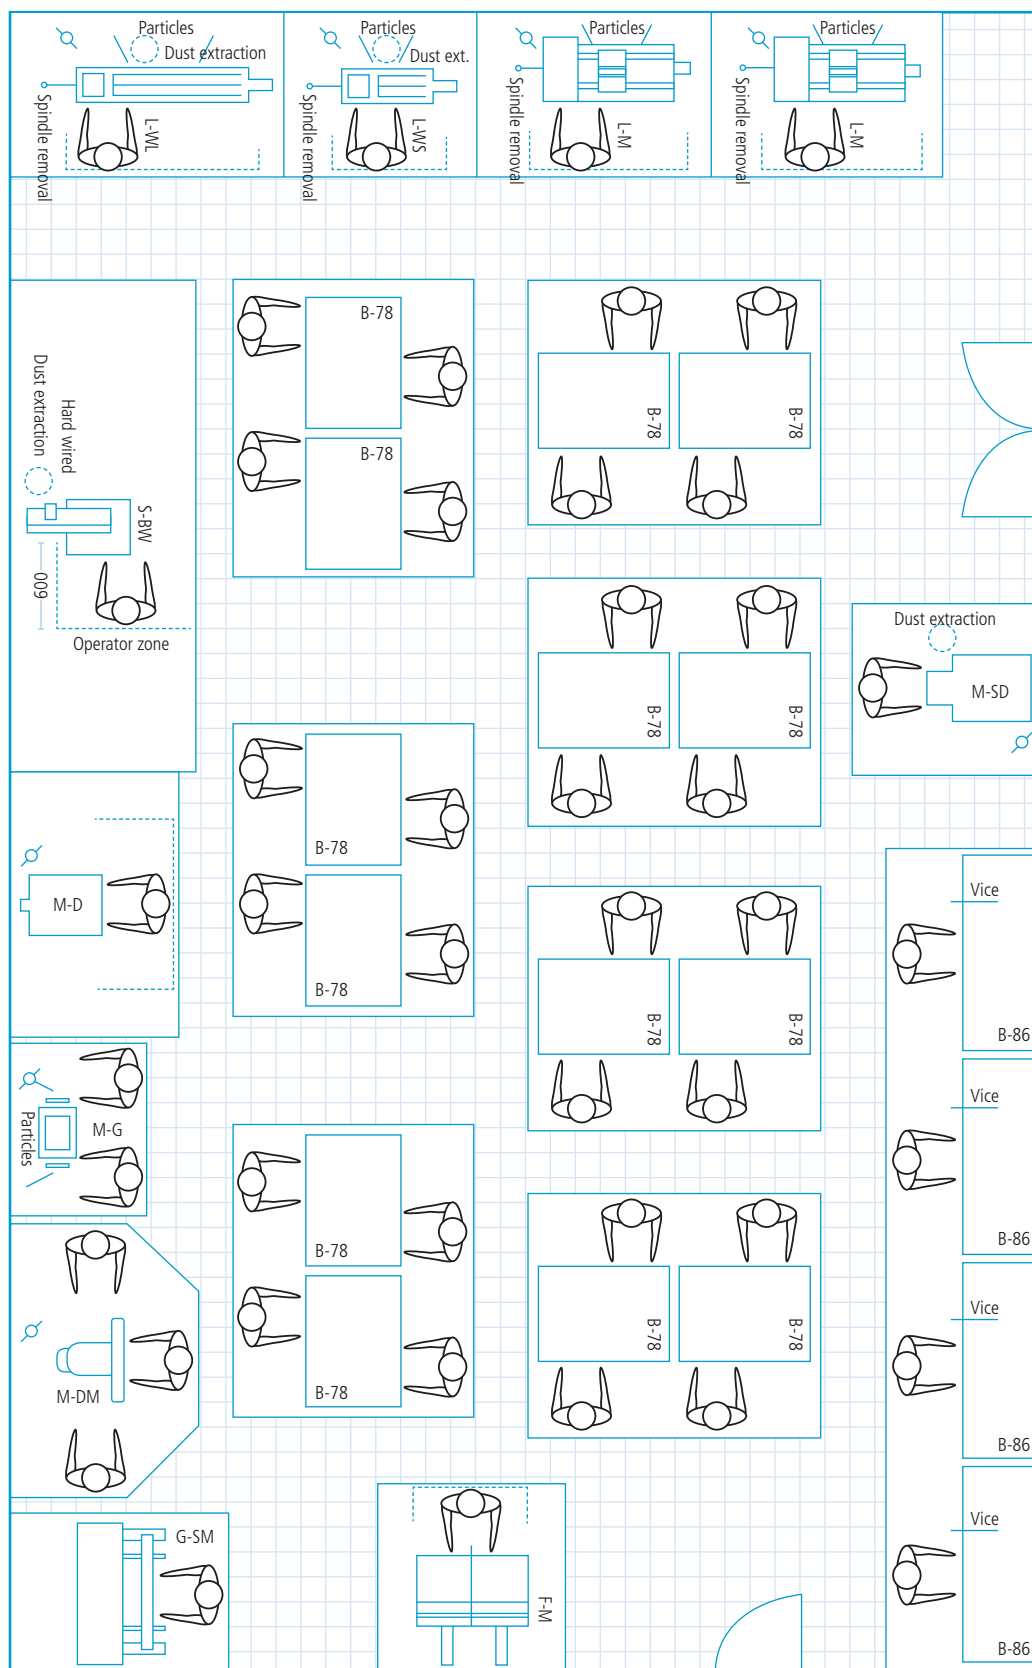 Particles
Dust extraction
Spindle removal
L-WL
Particles
Dust ext.
Spindle removal
L-WS
Particles
Spindle removal
L-M
Particles
Spindle removal
L-M
Dust extraction
Hard wired
S-BW
600
Operator zone
B-78
B-78
B-78
B-78
B-78
B-78
Dust extraction
M-SD
M-D
B-78
B-78
B-78
B-78
Vice
B-86
Particles
M-G
Vice
B-86
B-78
B-78
B-78
B-78
M-DM
Vice
B-86
G-SM
F-M
Vice
B-86